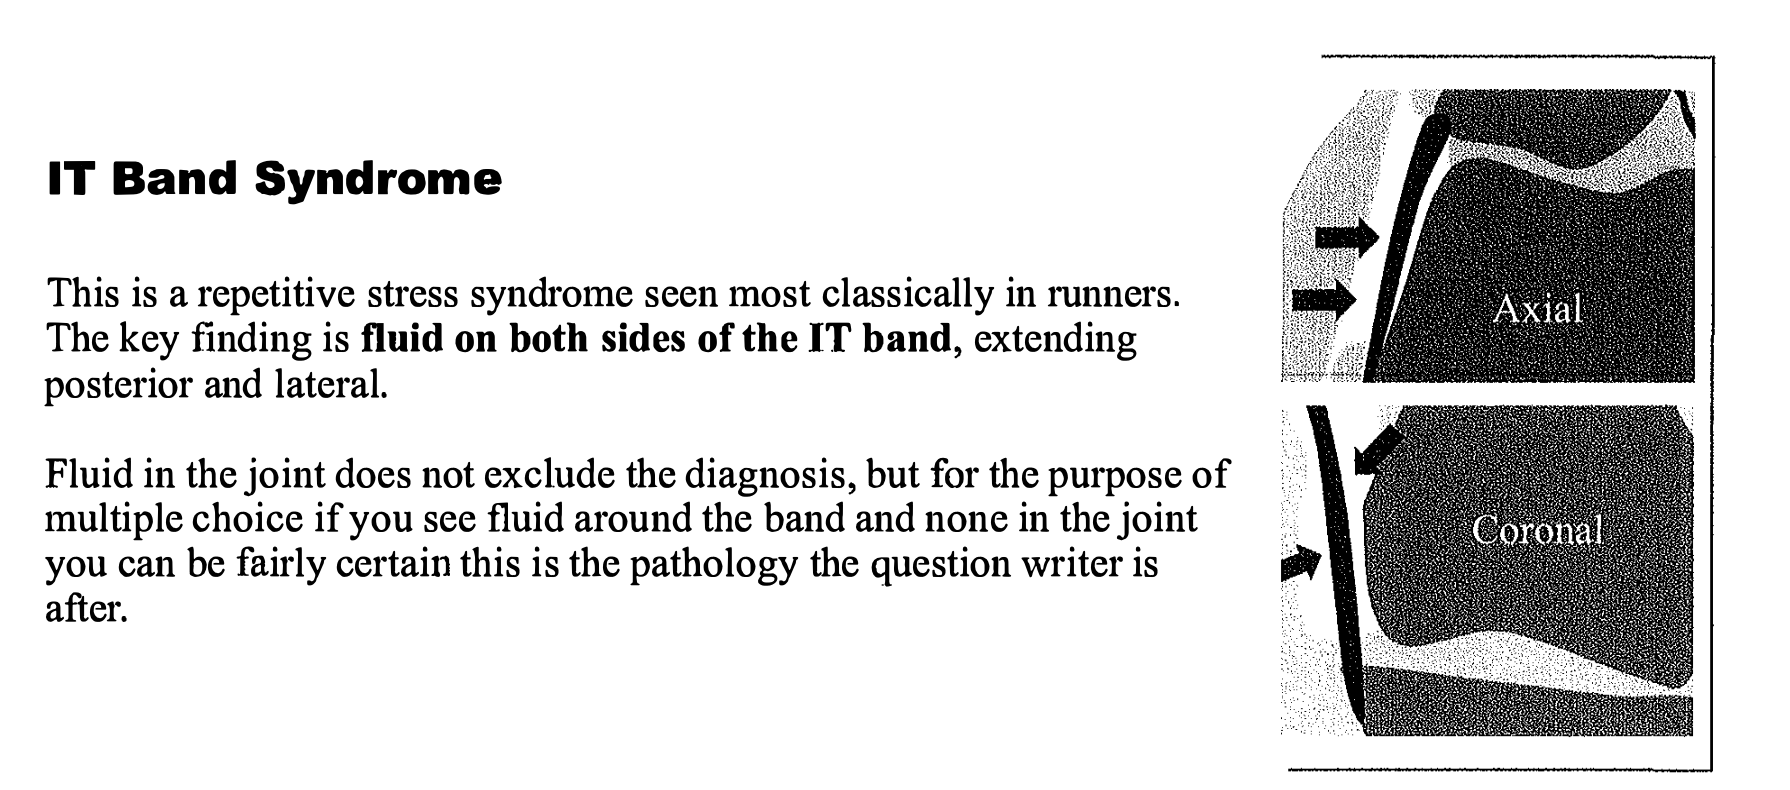 IT Band Syndrome
This is a repetitive stress syndrome seen most classically in runners.
The key finding is fluid on both sides of the IT band, extending
posterior and lateral.
Fluid in the joint does not exclude the diagnosis, but for the purpose of
multiple choice if you see fluid around the band and none in the joint
you can be fairly certain this is the pathology the question writer is
after.
Axial
Coronal